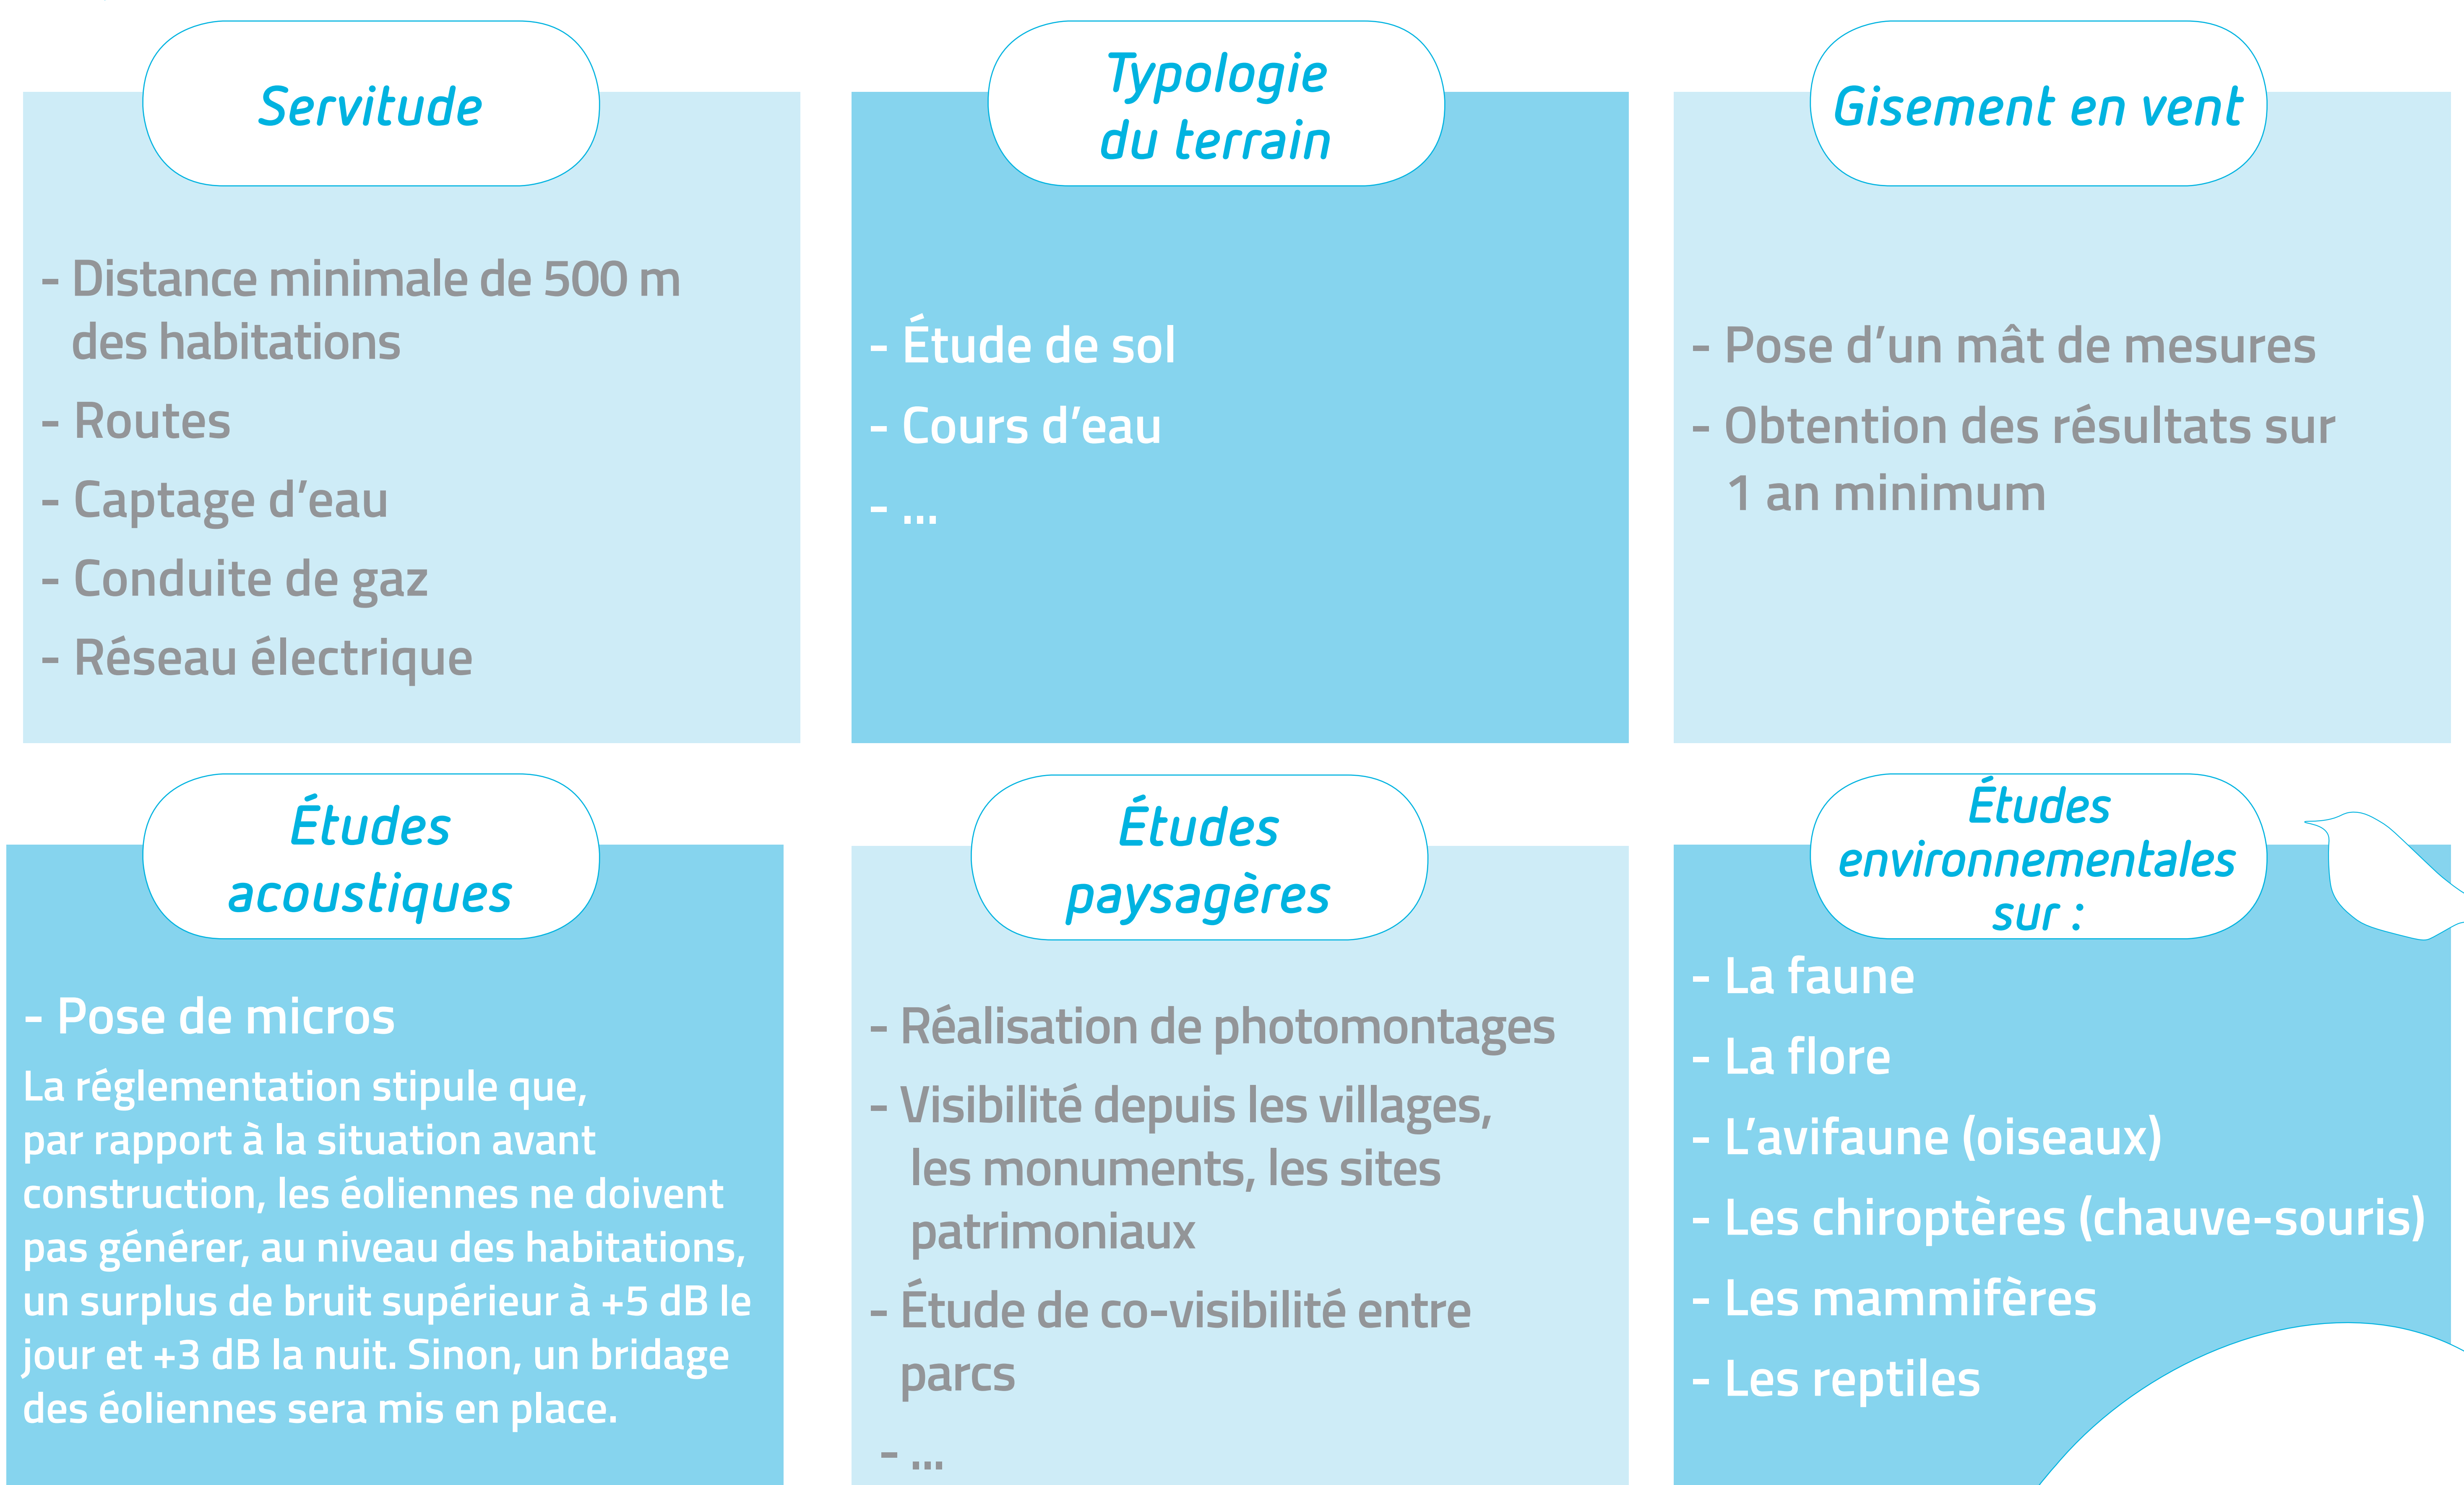 Servitude
- Distance minimale de 500 m
des habitations
- Routes
- Captage d’eau
- Conduite de gaz
- Réseau électrique
Typologie
du terrain
- Étude de sol
- Cours d’eau
- ...
Gisement en vent
- Pose d’un mât de mesures
- Obtention des résultats sur
1 an minimum
Études
acoustiques
- Pose de micros
La réglementation stipule que,
par rapport à la situation avant
construction, les éoliennes ne doivent
pas générer, au niveau des habitations,
un surplus de bruit supérieur à +5 dB le
jour et +3 dB la nuit. Sinon, un bridage
des éoliennes sera mis en place.
Études
paysagères
- Réalisation de photomontages
- Visibilité depuis les villages,
les monuments, les sites
patrimoniaux
- Étude de co-visibilité entre
parcs
- ...
Études
environnementales
sur :
- La faune
- La flore
- L’avifaune (oiseaux)
- Les chiroptères (chauve-souris)
- Les mammifères
- Les reptiles